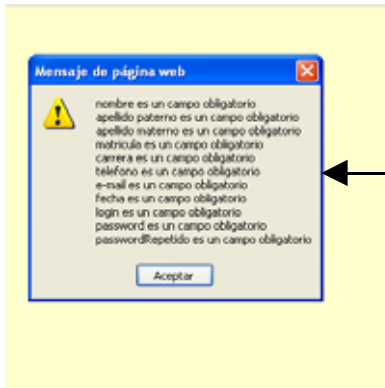 Mensaje de página web
nombre es un campo obligatorio
apellido paterno es un campo obligatorio
apellido materno es un campo obligatorio
matricula es un campo obligatorio
carrera es un campo obligatorio
telefono es un campo obligatorio
e-mail es un campo obligatorio
fecha es un campo obligatorio
login es un campo obligatorio
password es un campo obligatorio
passwordRepetido es un campo obligatorio
Aceptar